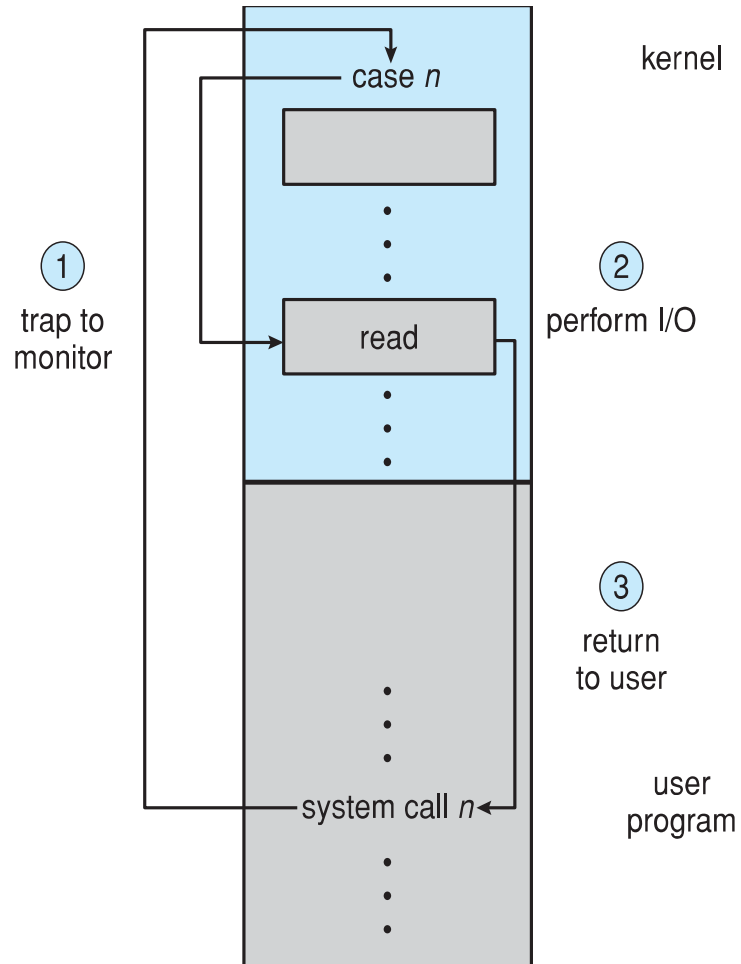 kernel
case n
1
trap to
monitor
2
perform I/O
read
3
return
to user
system call n
user
program